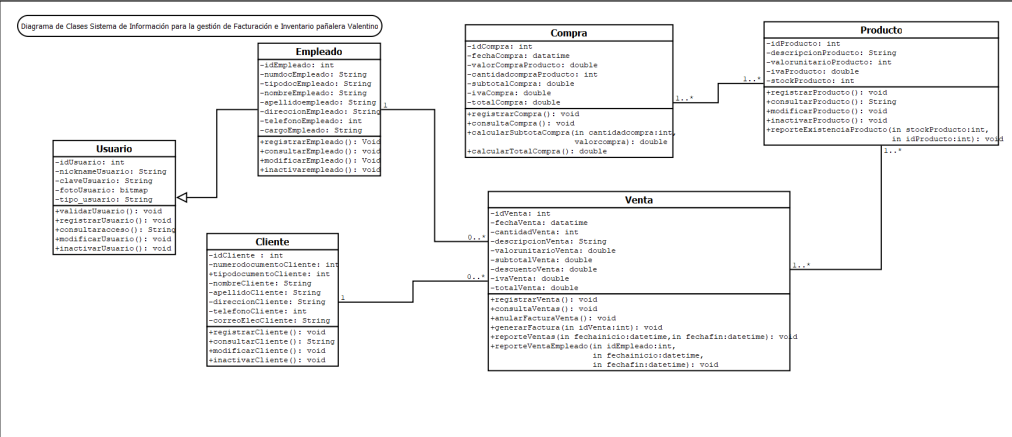 Diagrama de Clases Sistema de Información para la gestión de Facturación e Inventario pañalera Valentino
Empleado
-idEmpleado: int
-numdocEmpleado: String
-tipodocEmpleado: String
-nombreEmpleado: String
-apellidoempleado: String
-direccionEmpleado: String
-telefonoEmpleado: int
-cargoEmpleado: String
+registrarEmpleado(): Void
+consultarEmpleado(): Void
+modificarEmpleado(): Void
+inactivarempleado(): Void
1
Compra
-idCompra: int
-fechaCompra: datatime
-valorCompraProducto: double
-cantidadcompraProducto: int
-subtotalCompra: double
-ivaCompra: double
-totalCompra: double
+registrarCompra(): void
+consultaCompra(): void
+calcularSubtotaCompra(in cantidadcompra:int,
valorcompra): double
+calcularTotalCompra(): double
1..*
1..*
Producto
-idProducto: int
-descripcionProducto: String
-valorunitarioProducto: int
-ivaProducto: double
-stockProducto: int
+registrarProducto(): void
+consultarProducto(): String
+modificarProducto(): void
+inactivarProducto(): void
+reporteExistenciaProducto(in stockProducto:int,
in idProducto:int): void
1..*
Usuario
-idUsuario: int
-nicknameUsuario: String
-claveUsuario: String
-fotoUsuario: bitmap
-tipo_usuario: String
+validarUsuario(): void
+registrarUsuario(): void
+consultaracceso(): String
+modificarUsuario(): void
+inactivarUsuario(): void
Cliente
-idCliente : int
-numerodocumentoCliente: int
+tipodocumentoCliente: int
-nombreCliente: String
-apellidoCliente: String
-direccionCliente: String
-telefonoCliente: int
-correoElecCliente: String
+registrarCliente(): void
+consultarCliente(): String
+modificarCliente(): void
+inactivarCliente(): void
1
0..*
0..*
Venta
-idVenta: int
-fechaVenta: datatime
-cantidadVenta: int
-descripcionVenta: String
-valorunitarioVenta: double
-subtotalVenta: double
-descuentoVenta: double
-ivaVenta: double
-totalVenta: double
+registrarVenta(): void
+consultaVentas(): void
+anularFacturaVenta(): void
+generarFactura(in idVenta:int): void
+reporteVentas(in fechainicio:datetime,in fechafin:datetime): void
+reporteVentaEmpleado(in idEmpleado:int,
in fechainicio:datetime,
in fechafin:datetime): void
1..*